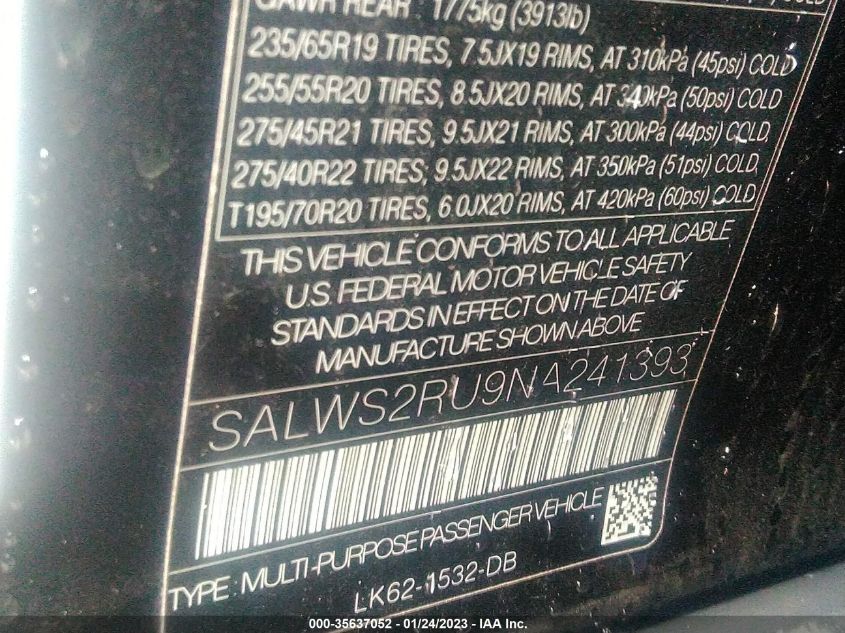 GAWR REAR : 1775kg (3913lb)
235/65R19 TIRES, 7.5JX19 RIMS, AT 310kPa (45psi) COLD
255/55R20 TIRES, 8.5JX20 RIMS, AT 340kPa (50psi) COLD
275/45R21 TIRES, 9.5JX21 RIMS, AT 300kPa (44psi) COLD,
275/40R22 TIRES, 9.5JX22 RIMS, AT 350kPa (51psi) COLD,
T195/70R20 TIRES, 6.0JX20 RIMS, AT 420kPa (60psi) COLD
THIS VEHICLE CONFORMS TO ALL APPLICABLE
U.S. FEDERAL MOTOR VEHICLE SAFETY
STANDARDS IN EFFECT ON THE DATE OF
MANUFACTURE SHOWN ABOVE
SALWS2RU9NA241393
TYPE: MULTI-PURPOSE PASSENGER VEHICLE
LK62-1532-DB
000-35637052 - 01/24/2023 - IAA Inc.